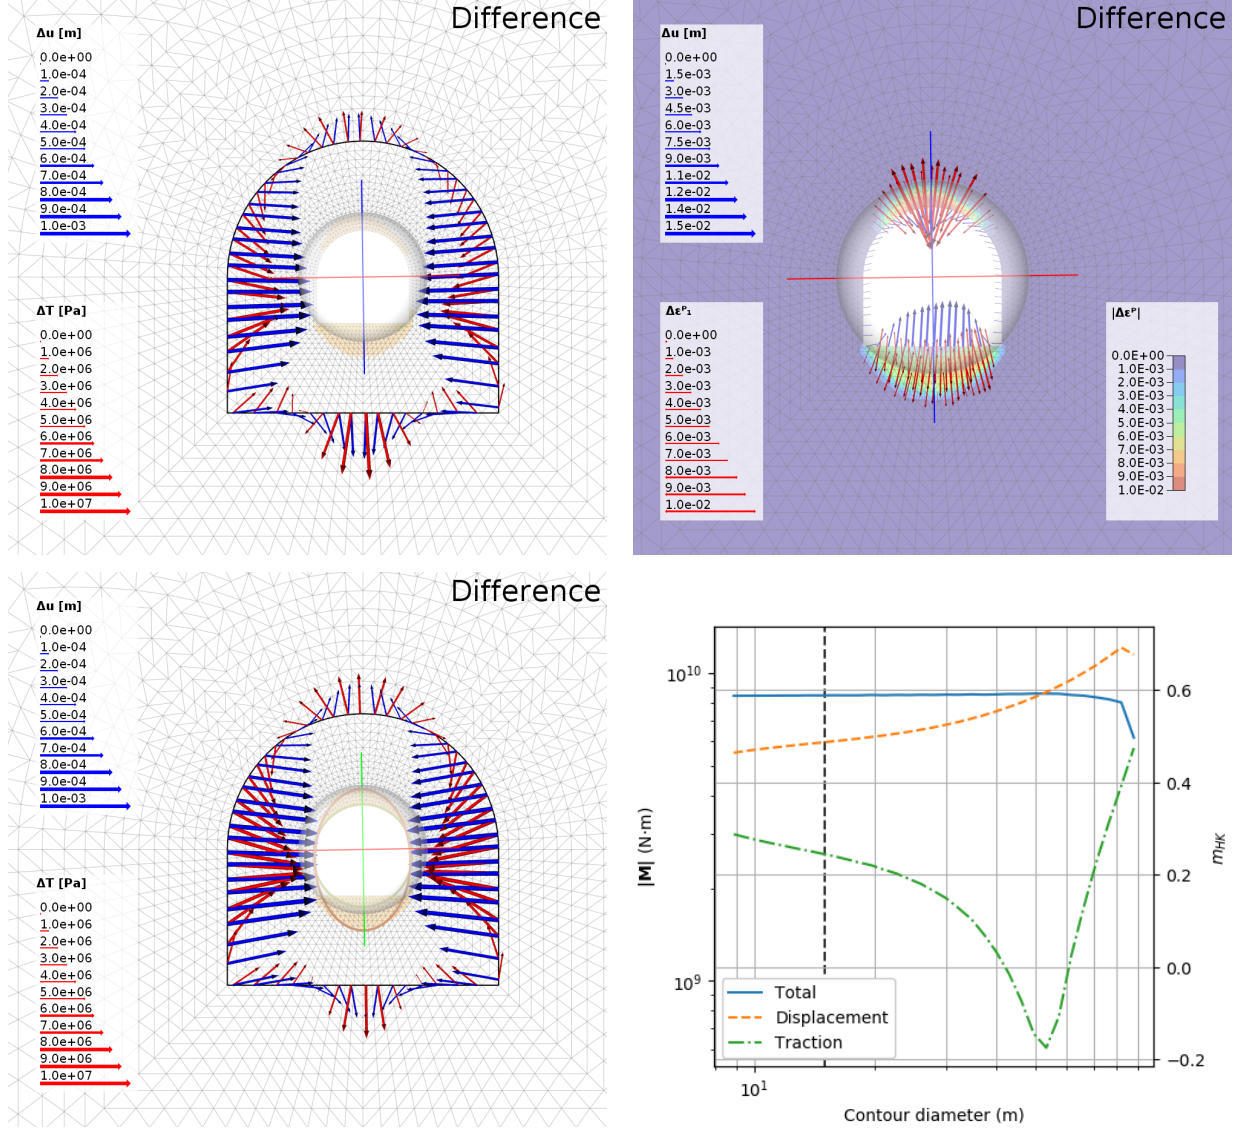 Difference
Δu [m]
0.0e+00
1.0e-04
2.0e-04
3.0e-04
4.0e-04
5.0e-04
6.0e-04
7.0e-04
8.0e-04
9.0e-04
1.0e-03
ΔT [Pa]
0.0e+00
1.0e+06
2.0e+06
3.0e+06
4.0e+06
5.0e+06
6.0e+06
7.0e+06
8.0e+06
9.0e+06
1.0e+07
Difference
Δu [m]
0.0e+00
1.5e-03
3.0e-03
4.5e-03
6.0e-03
7.5e-03
9.0e-03
1.1e-02
1.2e-02
1.4e-02
1.5e-02
Δεᵖ₁
0.0e+00
1.0e-03
2.0e-03
3.0e-03
4.0e-03
5.0e-03
6.0e-03
7.0e-03
8.0e-03
9.0e-03
1.0e-02
|Δεᵖ|
0.0E+00
1.0E-03
2.0E-03
3.0E-03
4.0E-03
5.0E-03
6.0E-03
7.0E-03
8.0E-03
9.0E-03
1.0E-02
Difference
Δu [m]
0.0e+00
1.0e-04
2.0e-04
3.0e-04
4.0e-04
5.0e-04
6.0e-04
7.0e-04
8.0e-04
9.0e-04
1.0e-03
ΔT [Pa]
0.0e+00
1.0e+06
2.0e+06
3.0e+06
4.0e+06
5.0e+06
6.0e+06
7.0e+06
8.0e+06
9.0e+06
1.0e+07
10¹⁰
10⁹
|M| (N·m)
0.6
0.4
0.2
0.0
−0.2
m_HK
Total
Displacement
Traction
10¹
Contour diameter (m)